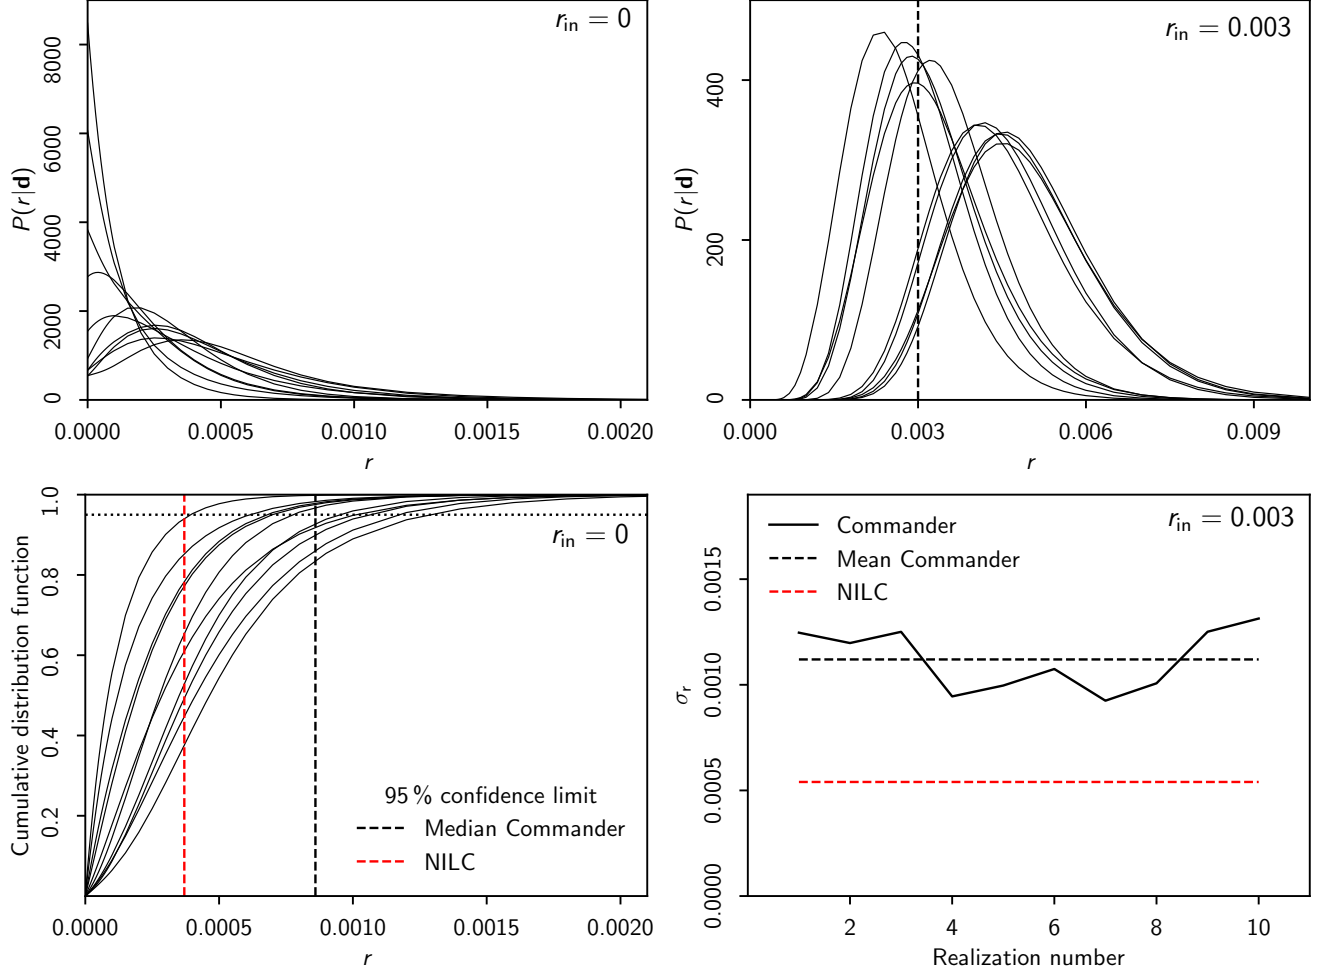 r_in = 0
8000
6000
4000
2000
0
P(r|d)
0.0000 0.0005 0.0010 0.0015 0.0020
r
r_in = 0.003
400
200
0
P(r|d)
0.000 0.003 0.006 0.009
r
r_in = 0
1.0
0.8
0.6
0.4
0.2
Cumulative distribution function
95 % confidence limit
Median Commander
NILC
0.0000 0.0005 0.0010 0.0015 0.0020
r
Commander
Mean Commander
NILC
r_in = 0.003
0.0015
0.0010
0.0005
0.0000
σ_r
2 4 6 8 10
Realization number